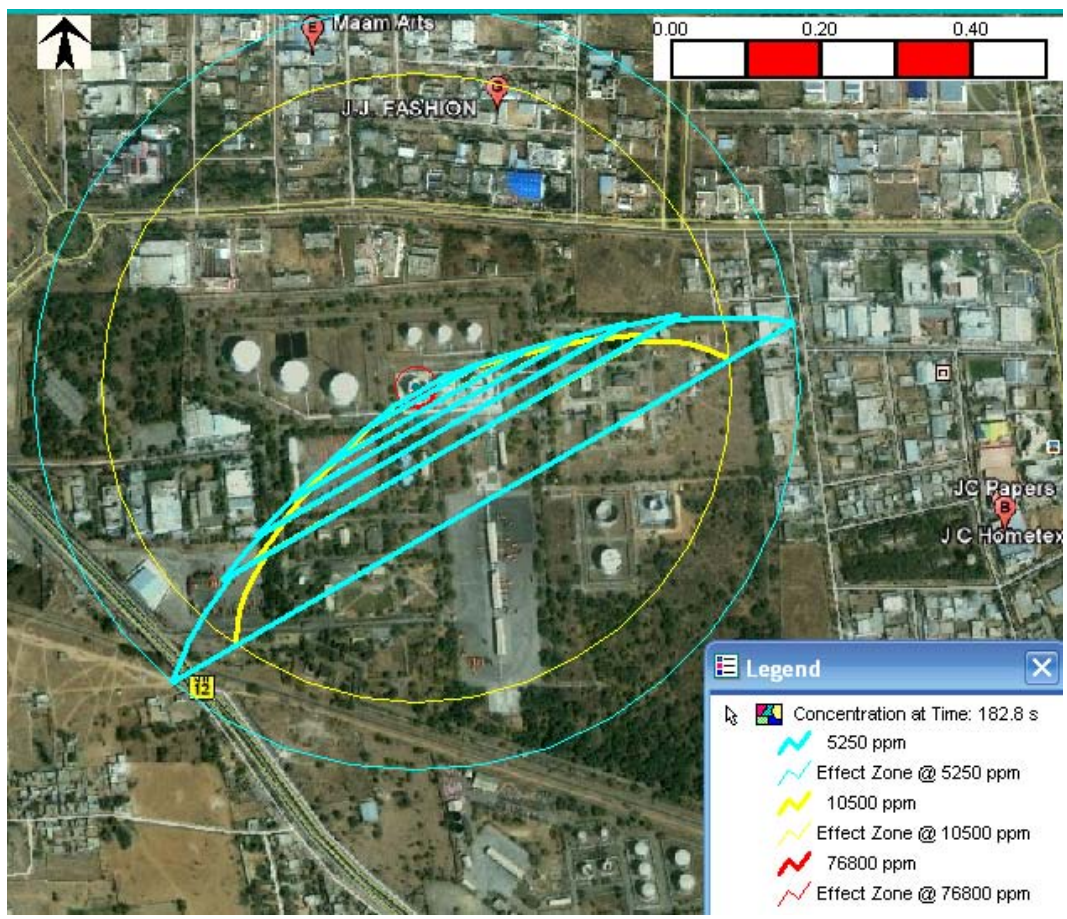 E
Maam Arts
0.00 0.20 0.40
G
J.J. FASHION
JC Papers
B
J C Hometex
12
Legend
Concentration at Time: 182.8 s
5250 ppm
Effect Zone @ 5250 ppm
10500 ppm
Effect Zone @ 10500 ppm
76800 ppm
Effect Zone @ 76800 ppm